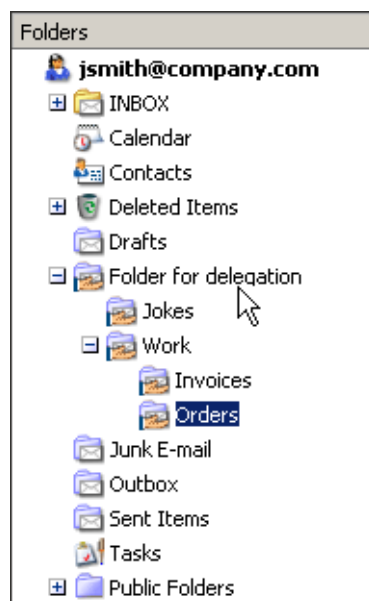 Folders
jsmith@company.com
INBOX
Calendar
Contacts
Deleted Items
Drafts
Folder for delegation
Jokes
Work
Invoices
Orders
Junk E-mail
Outbox
Sent Items
Tasks
Public Folders